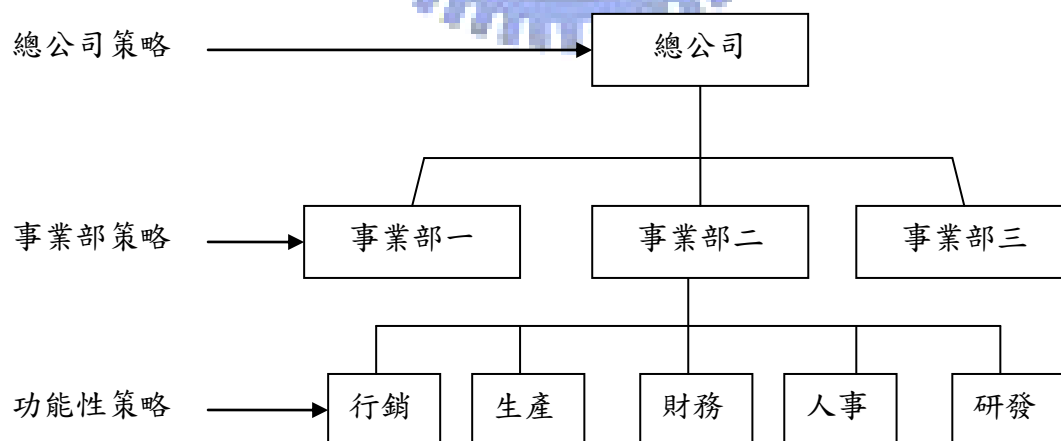 總公司策略 總公司
事業部策略 事業部一 事業部二 事業部三
功能性策略 行銷 生產 財務 人事 研發